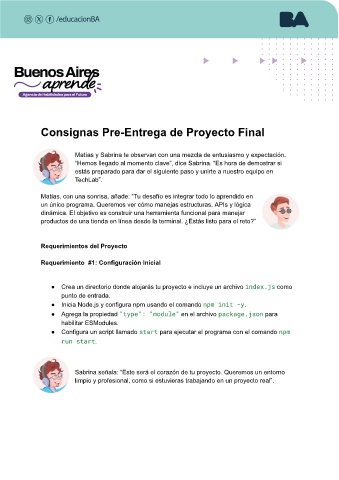 /educacionBA
BA
Buenos Aires
aprende
Agencia de Habilidades para el Futuro
Consignas Pre-Entrega de Proyecto Final
Matías y Sabrina te observan con una mezcla de entusiasmo y expectación.
“Hemos llegado al momento clave”, dice Sabrina. “Es hora de demostrar si
estás preparado para dar el siguiente paso y unirte a nuestro equipo en
TechLab”.
Matías, con una sonrisa, añade: “Tu desafío es integrar todo lo aprendido en
un único programa. Queremos ver cómo manejas estructuras, APIs y lógica
dinámica. El objetivo es construir una herramienta funcional para manejar
productos de una tienda en línea desde la terminal. ¿Estás listo para el reto?”
Requerimientos del Proyecto
Requerimiento #1: Configuración Inicial
● Crea un directorio donde alojarás tu proyecto e incluye un archivo index.js como
punto de entrada.
● Inicia Node.js y configura npm usando el comando npm init -y.
● Agrega la propiedad "type": "module" en el archivo package.json para
habilitar ESModules.
● Configura un script llamado start para ejecutar el programa con el comando npm
run start.
Sabrina señala: “Este será el corazón de tu proyecto. Queremos un entorno
limpio y profesional, como si estuvieras trabajando en un proyecto real”.